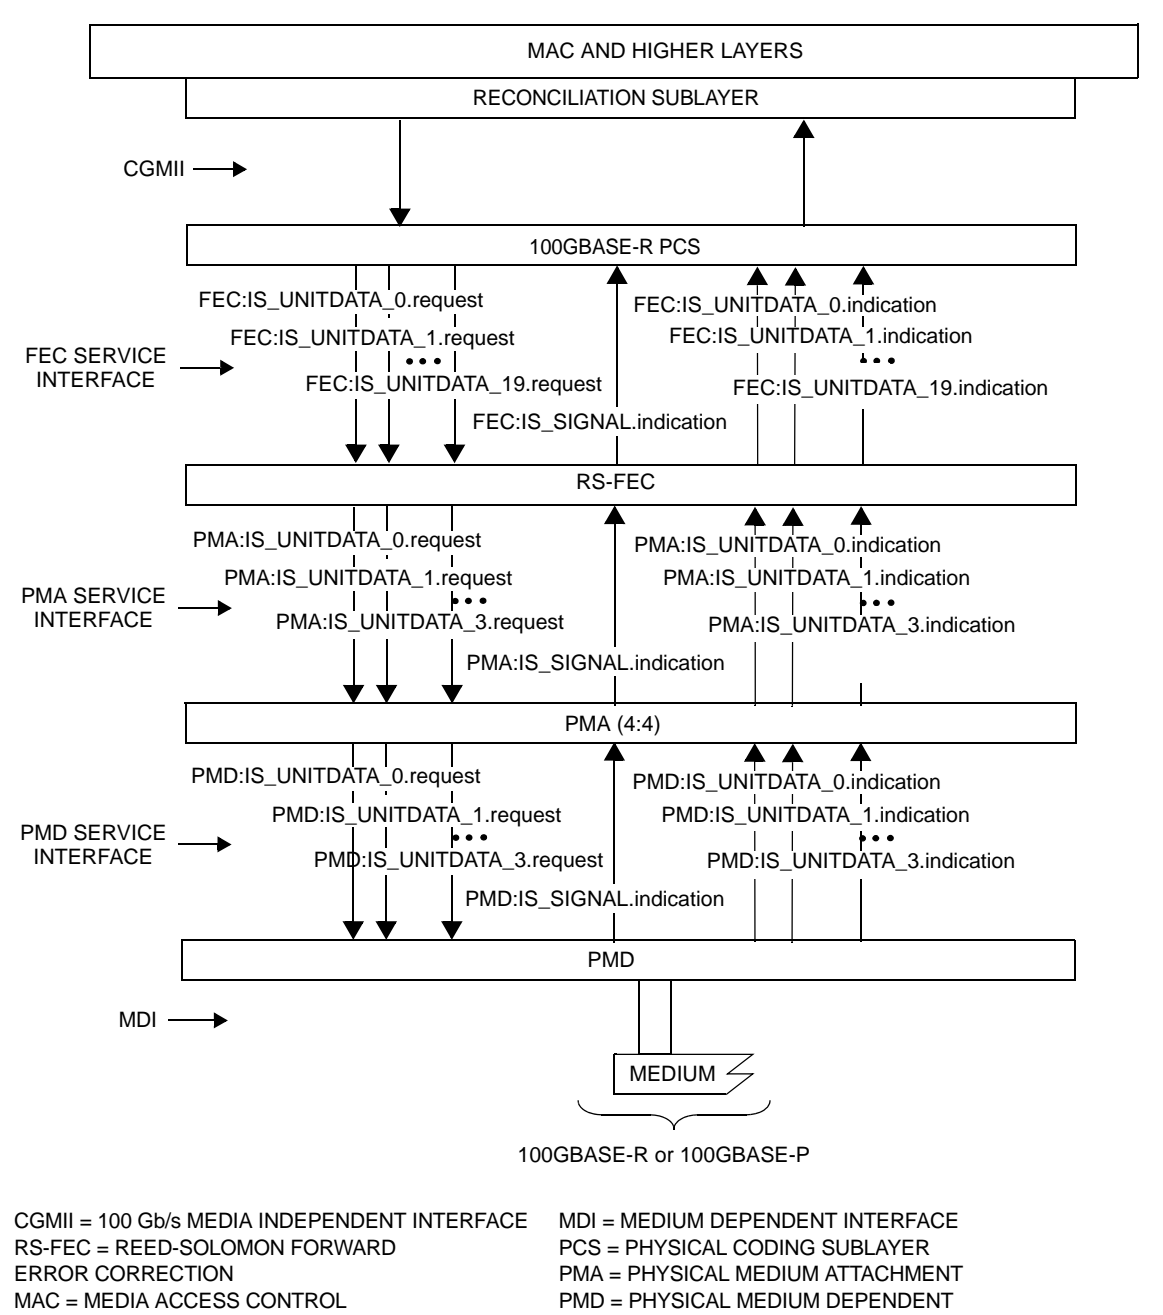 MAC AND HIGHER LAYERS
RECONCILIATION SUBLAYER
CGMII
100GBASE-R PCS
FEC:IS_UNITDATA_0.request
FEC:IS_UNITDATA_0.indication
FEC:IS_UNITDATA_1.request
FEC:IS_UNITDATA_1.indication
FEC SERVICE
INTERFACE
•••
•••
FEC:IS_UNITDATA_19.request
FEC:IS_UNITDATA_19.indication
FEC:IS_SIGNAL.indication
RS-FEC
PMA:IS_UNITDATA_0.request
PMA:IS_UNITDATA_0.indication
PMA:IS_UNITDATA_1.request
PMA:IS_UNITDATA_1.indication
PMA SERVICE
INTERFACE
•••
•••
PMA:IS_UNITDATA_3.request
PMA:IS_UNITDATA_3.indication
PMA:IS_SIGNAL.indication
PMA (4:4)
PMD:IS_UNITDATA_0.request
PMD:IS_UNITDATA_0.indication
PMD:IS_UNITDATA_1.request
PMD:IS_UNITDATA_1.indication
PMD SERVICE
INTERFACE
•••
•••
PMD:IS_UNITDATA_3.request
PMD:IS_UNITDATA_3.indication
PMD:IS_SIGNAL.indication
PMD
MDI
MEDIUM
100GBASE-R or 100GBASE-P
CGMII = 100 Gb/s MEDIA INDEPENDENT INTERFACE
RS-FEC = REED-SOLOMON FORWARD
ERROR CORRECTION
MAC = MEDIA ACCESS CONTROL
MDI = MEDIUM DEPENDENT INTERFACE
PCS = PHYSICAL CODING SUBLAYER
PMA = PHYSICAL MEDIUM ATTACHMENT
PMD = PHYSICAL MEDIUM DEPENDENT